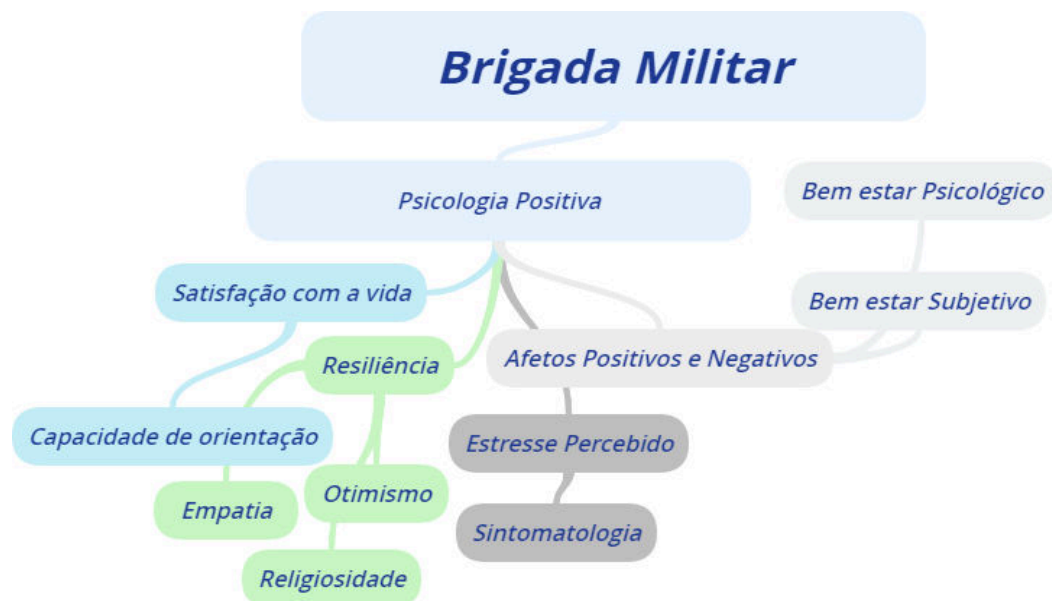 Brigada Militar
Psicologia Positiva
Bem estar Psicológico
Satisfação com a vida
Bem estar Subjetivo
Resiliência
Afetos Positivos e Negativos
Capacidade de orientação
Estresse Percebido
Empatia
Otimismo
Sintomatologia
Religiosidade